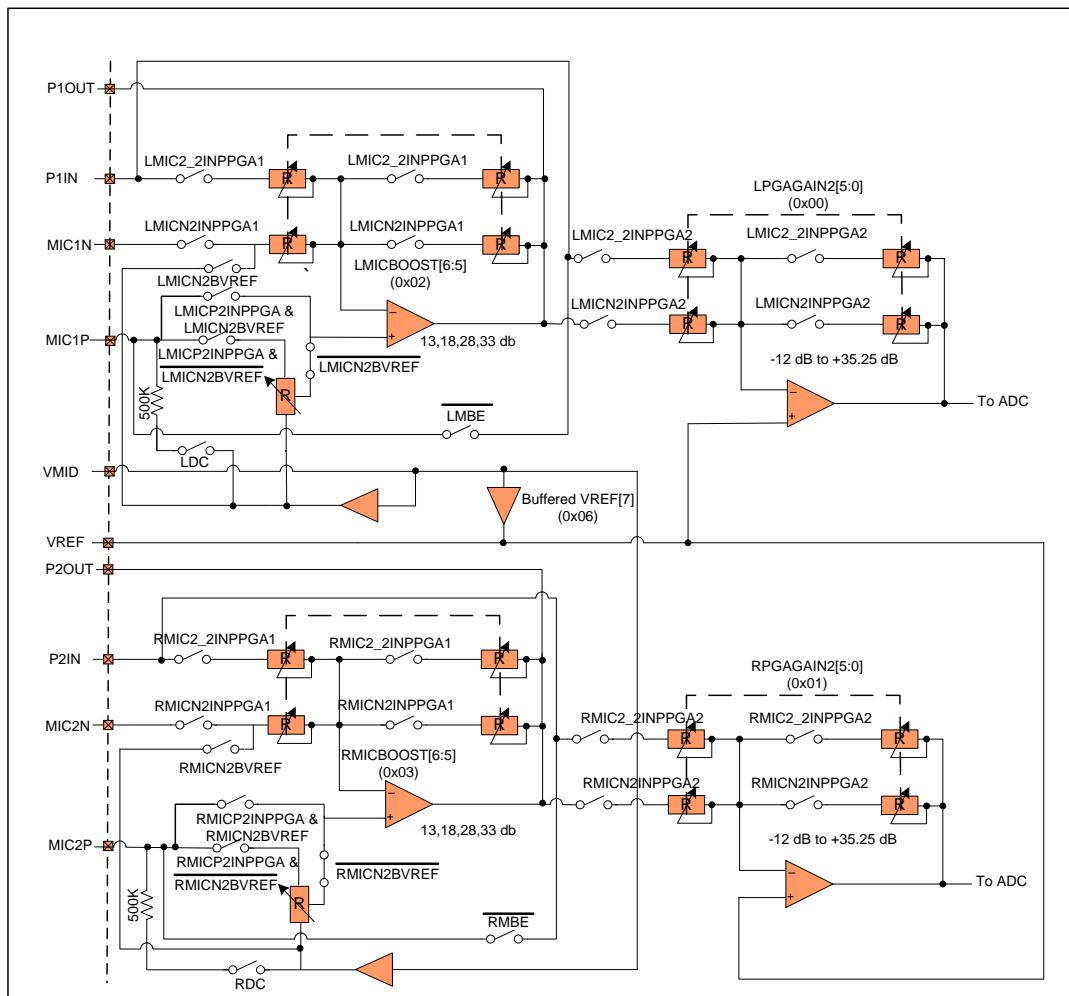 P1OUT
LMIC2_2INPPGA1
LMIC2_2INPPGA1
P1IN
R
R
LPGAGAIN2[5:0]
(0x00)
LMICN2INPPGA1
LMICN2INPPGA1
MIC1N
R
R
LMIC2_2INPPGA2
LMIC2_2INPPGA2
R
R
LMICN2BVREF
LMICBOOST[6:5]
(0x02)
LMICP2INPPGA &
LMICN2BVREF
LMICN2INPPGA2
LMICN2INPPGA2
R
R
MIC1P
13,18,28,33 db
LMICP2INPPGA &
LMICN2BVREF
LMICN2BVREF
-12 dB to +35.25 dB
R
500K
To ADC
LMBE
LDC
VMID
Buffered VREF[7]
(0x06)
VREF
P2OUT
RMIC2_2INPPGA1
RMIC2_2INPPGA1
P2IN
R
R
RPGAGAIN2[5:0]
(0x01)
RMICN2INPPGA1
RMICN2INPPGA1
MIC2N
R
R
RMIC2_2INPPGA2
RMIC2_2INPPGA2
R
R
RMICN2BVREF
RMICBOOST[6:5]
(0x03)
RMICN2INPPGA2
RMICN2INPPGA2
R
R
RMICP2INPPGA &
RMICN2BVREF
13,18,28,33 db
-12 dB to +35.25 dB
MIC2P
RMICP2INPPGA &
RMICN2BVREF
RMICN2BVREF
R
500K
To ADC
RMBE
RDC